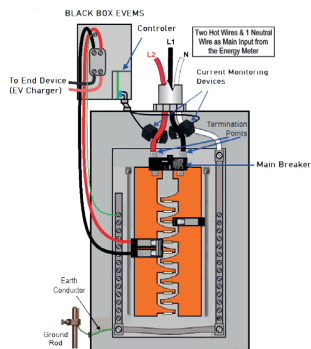 BLACK BOX EVEMS
Controler
L2
L1
N
Two Hot Wires & 1 Neutral
Wire as Main Input from
the Energy Meter
To End Device
(EV Charger)
Current Monitoring
Devices
Termination
Points
Main Breaker
Earth
Conductor
Ground
Rod